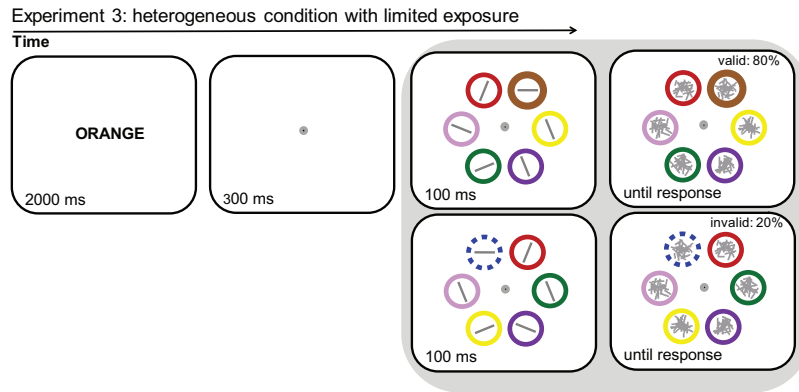 Experiment 3: heterogeneous condition with limited exposure
Time
ORANGE
2000 ms
300 ms
100 ms
valid: 80%
until response
100 ms
invalid: 20%
until response